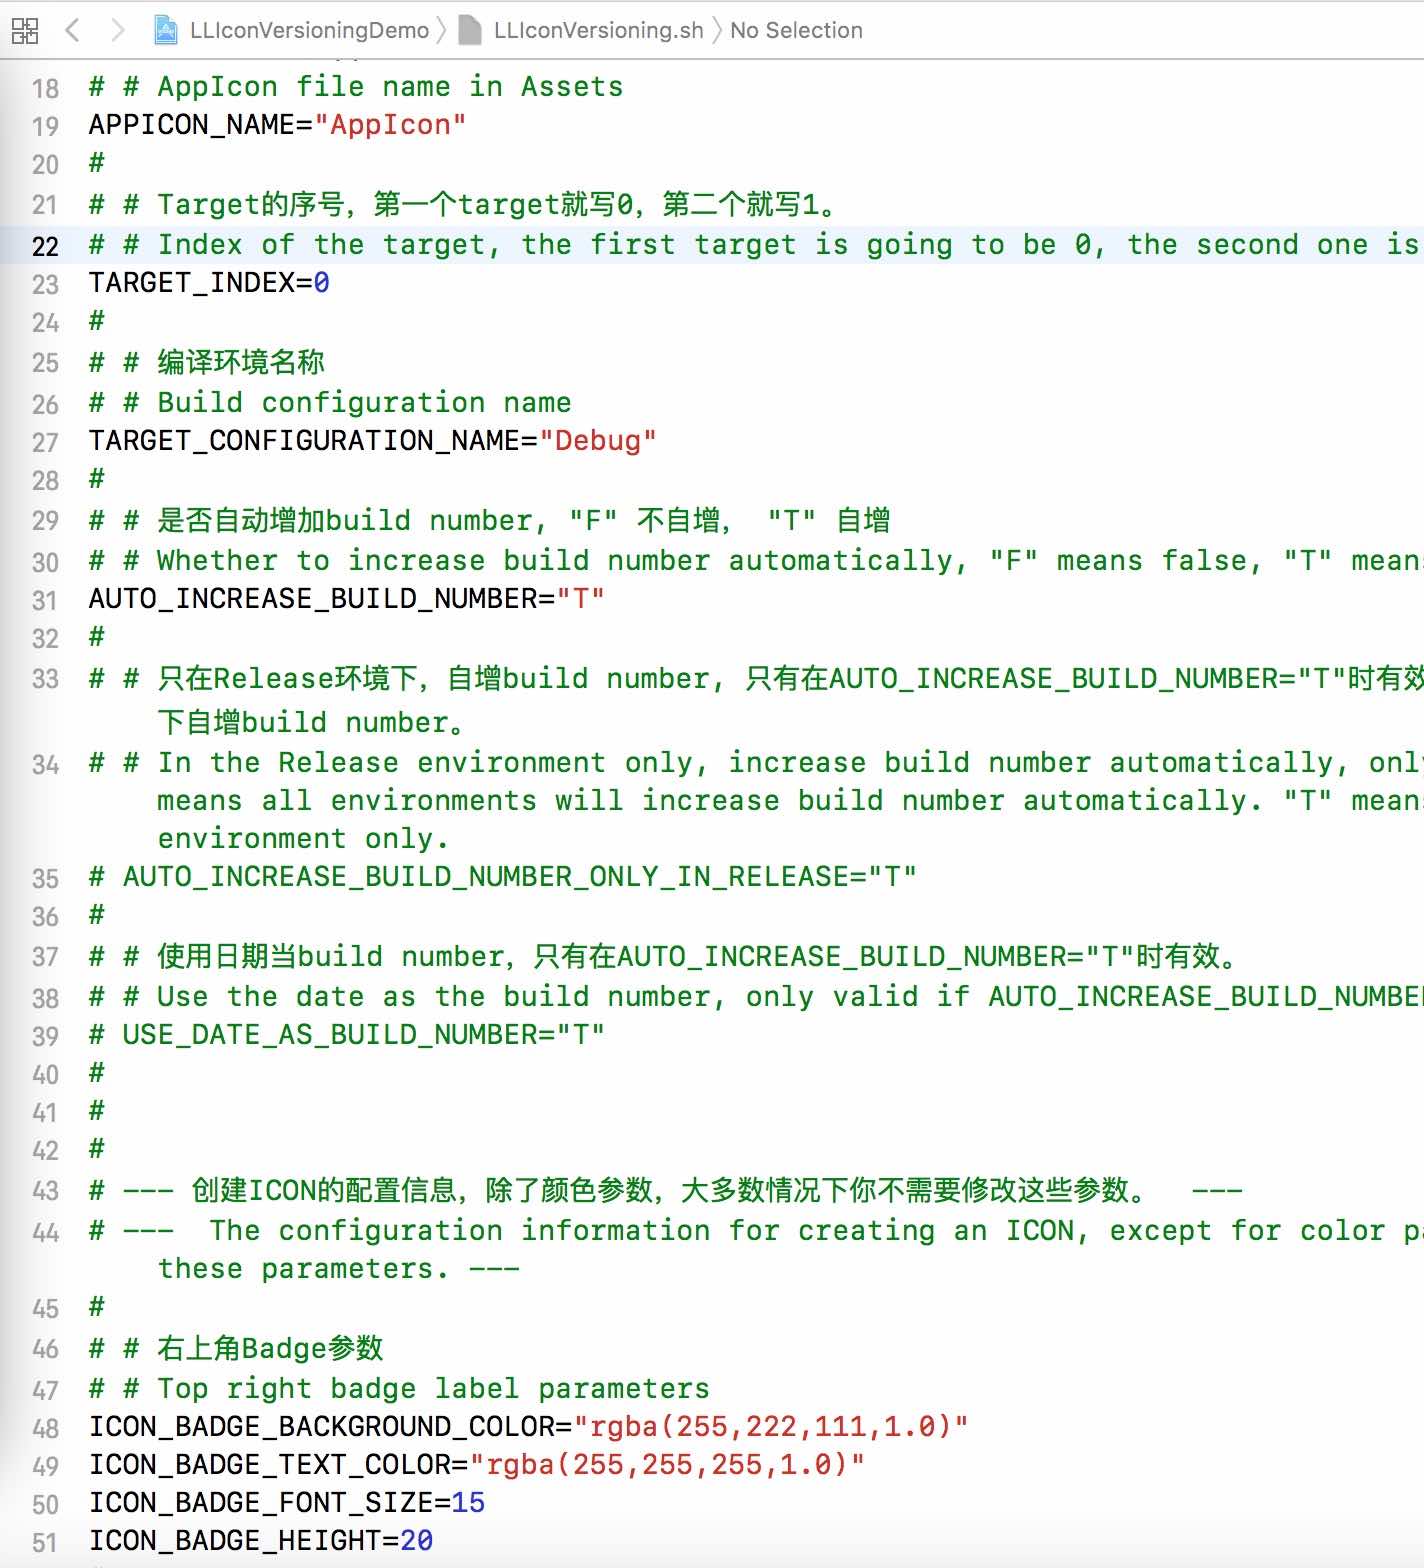 LLIconVersioningDemo LLIconVersioning.sh No Selection
18 # # AppIcon file name in Assets
19 APPICON_NAME="AppIcon"
20 #
21 # # Target的序号，第一个target就写0，第二个就写1。
22 # # Index of the target, the first target is going to be 0, the second one is
23 TARGET_INDEX=0
24 #
25 # # 编译环境名称
26 # # Build configuration name
27 TARGET_CONFIGURATION_NAME="Debug"
28 #
29 # # 是否自动增加build number, "F" 不自增， "T" 自增
30 # # Whether to increase build number automatically, "F" means false, "T" means
31 AUTO_INCREASE_BUILD_NUMBER="T"
32 #
33 # # 只在Release环境下，自增build number, 只有在AUTO_INCREASE_BUILD_NUMBER="T"时有效
下自增build number。
34 # # In the Release environment only, increase build number automatically, only
means all environments will increase build number automatically. "T" means
environment only.
35 # AUTO_INCREASE_BUILD_NUMBER_ONLY_IN_RELEASE="T"
36 #
37 # # 使用日期当build number，只有在AUTO_INCREASE_BUILD_NUMBER="T"时有效。
38 # # Use the date as the build number, only valid if AUTO_INCREASE_BUILD_NUMBER
39 # USE_DATE_AS_BUILD_NUMBER="T"
40 #
41 #
42 #
43 # --- 创建ICON的配置信息，除了颜色参数，大多数情况下你不需要修改这些参数。 ---
44 # --- The configuration information for creating an ICON, except for color pa
these parameters. ---
45 #
46 # # 右上角Badge参数
47 # # Top right badge label parameters
48 ICON_BADGE_BACKGROUND_COLOR="rgba(255,222,111,1.0)"
49 ICON_BADGE_TEXT_COLOR="rgba(255,255,255,1.0)"
50 ICON_BADGE_FONT_SIZE=15
51 ICON_BADGE_HEIGHT=20